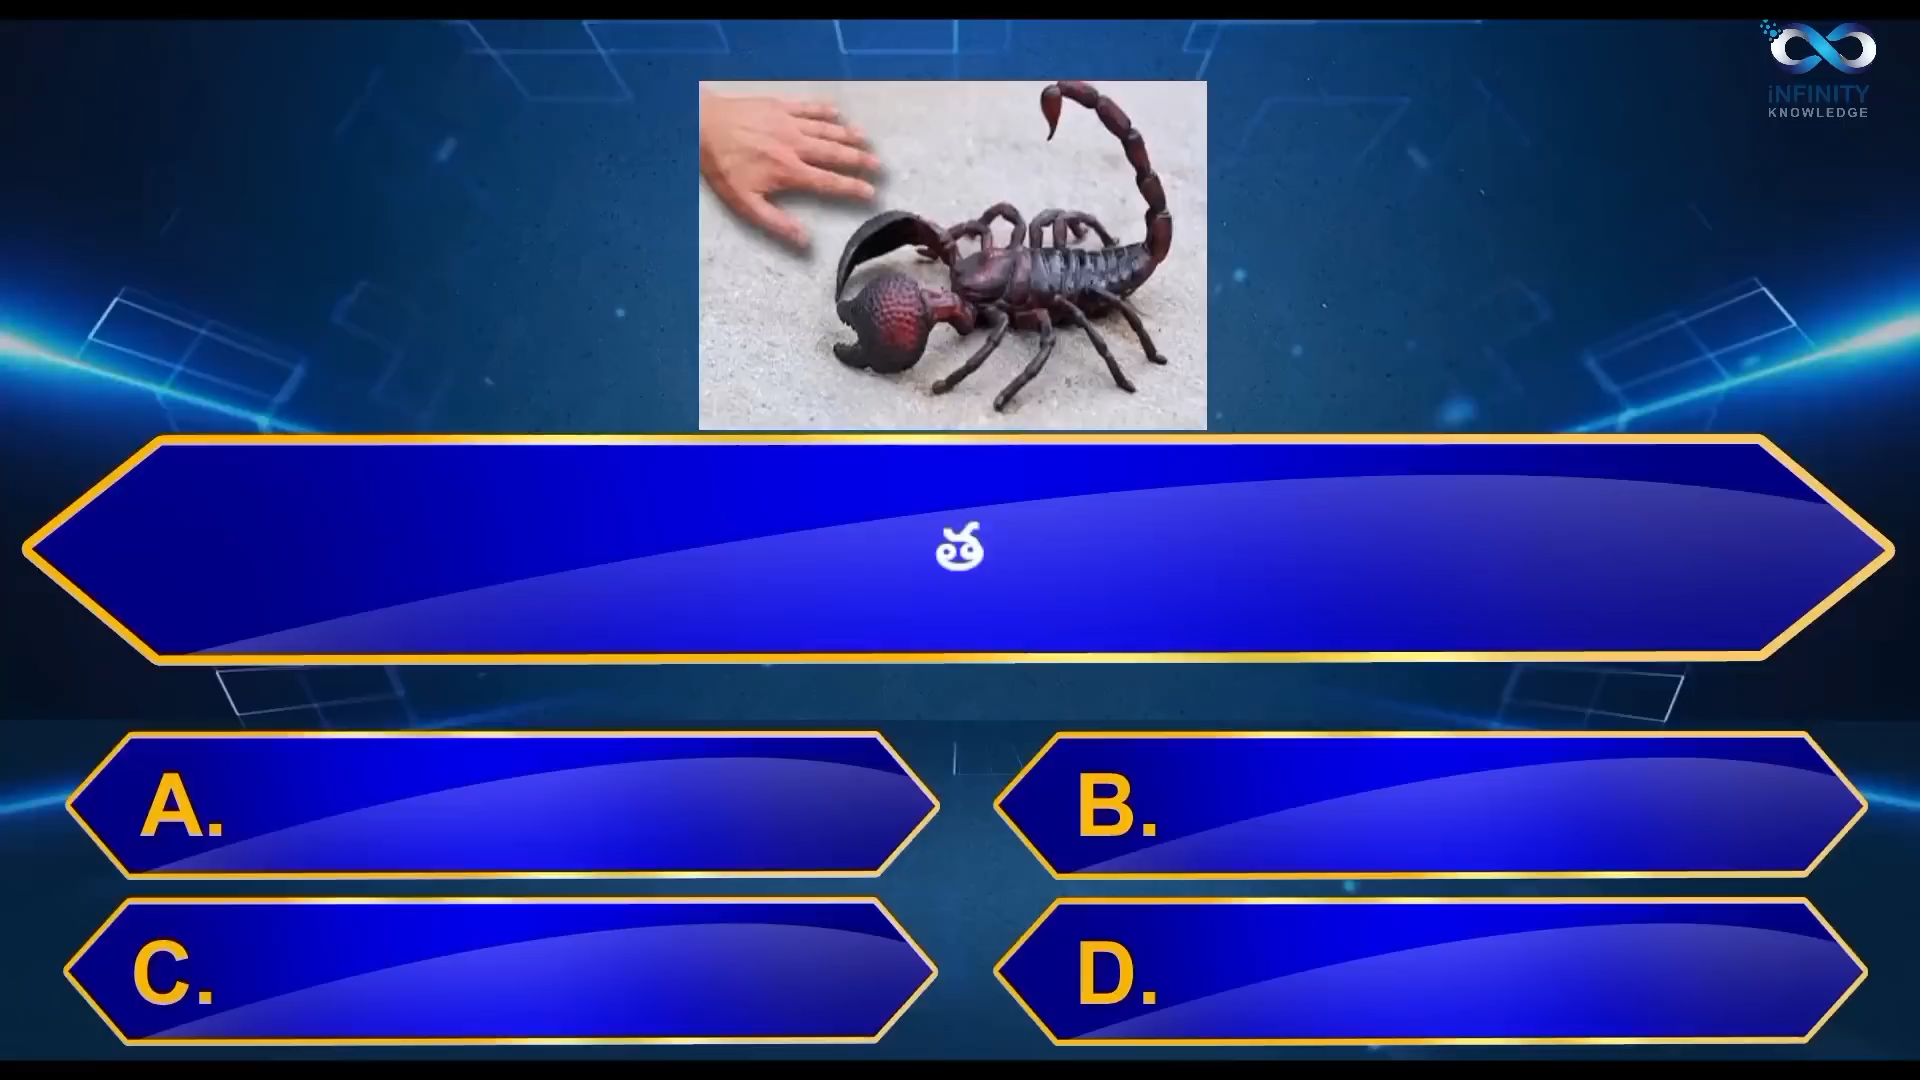 iNFINITY
KNOWLEDGE
త
A.
B.
C.
D.